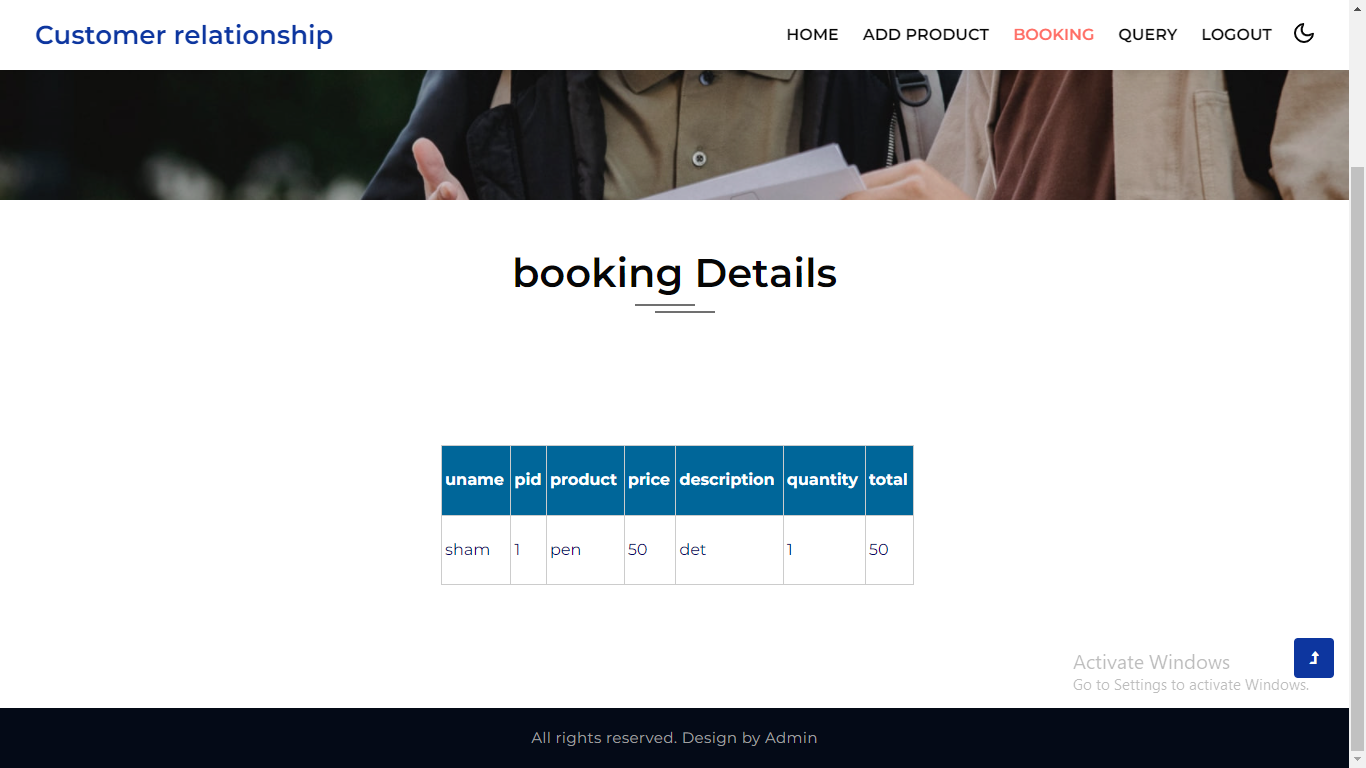 Customer relationship
HOME ADD PRODUCT BOOKING QUERY LOGOUT
booking Details
uname pid product price description quantity total
sham 1 pen 50 det 1 50
Activate Windows
Go to Settings to activate Windows.
All rights reserved. Design by Admin